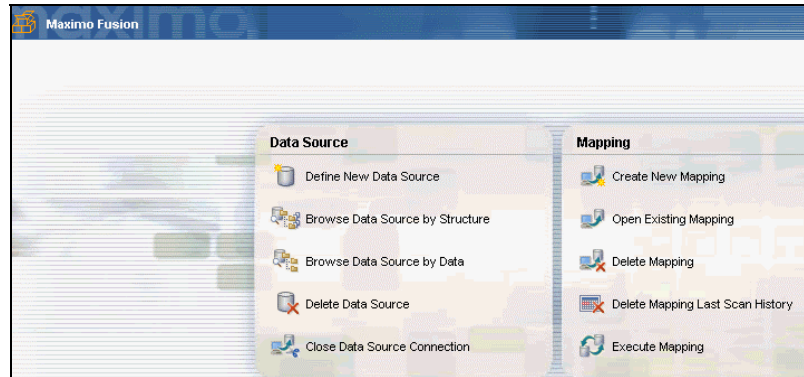 Maximo Fusion
Data Source
Define New Data Source
Browse Data Source by Structure
Browse Data Source by Data
Delete Data Source
Close Data Source Connection
Mapping
Create New Mapping
Open Existing Mapping
Delete Mapping
Delete Mapping Last Scan History
Execute Mapping